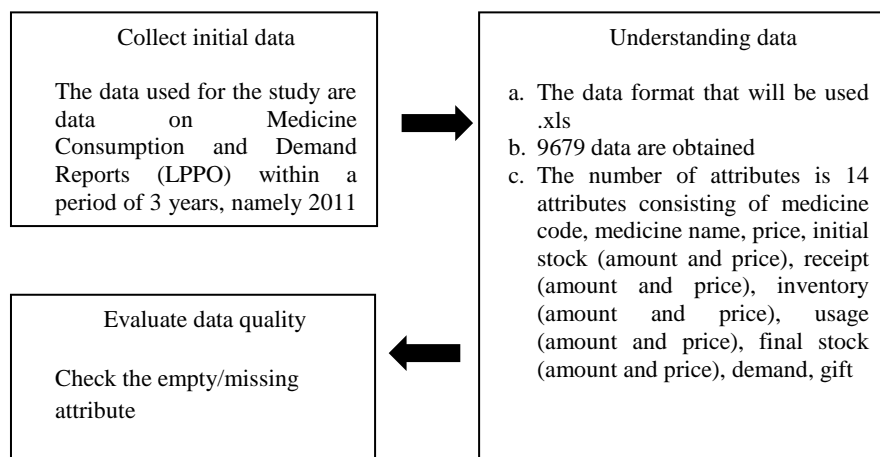 Collect initial data
The data used for the study are
data on Medicine
Consumption and Demand
Reports (LPPO) within a
period of 3 years, namely 2011
Understanding data
a. The data format that will be used
.xls
b. 9679 data are obtained
c. The number of attributes is 14
attributes consisting of medicine
code, medicine name, price, initial
stock (amount and price), receipt
(amount and price), inventory
(amount and price), usage
(amount and price), final stock
(amount and price), demand, gift
Evaluate data quality
Check the empty/missing
attribute